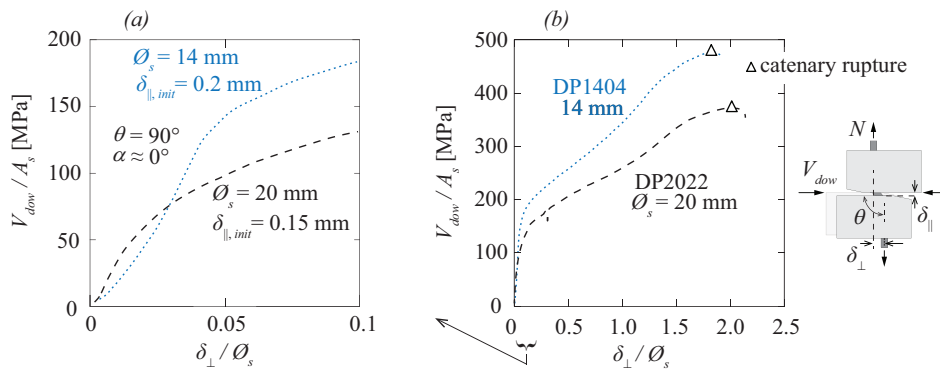 (a)
200
150
100
50
0
V_dow / A_s [MPa]
Ø_s = 14 mm
δ_∥, init = 0.2 mm
θ = 90°
α ≈ 0°
Ø_s = 20 mm
δ_∥, init = 0.15 mm
0
0.05
0.1
δ_⊥ / Ø_s
(b)
500
400
300
200
100
0
V_dow / A_s [MPa]
DP1404
14 mm
DP2022
Ø_s = 20 mm
△ catenary rupture
0
0.5
1.0
1.5
2.0
2.5
δ_⊥ / Ø_s
N
V_dow
θ
δ_∥
δ_⊥